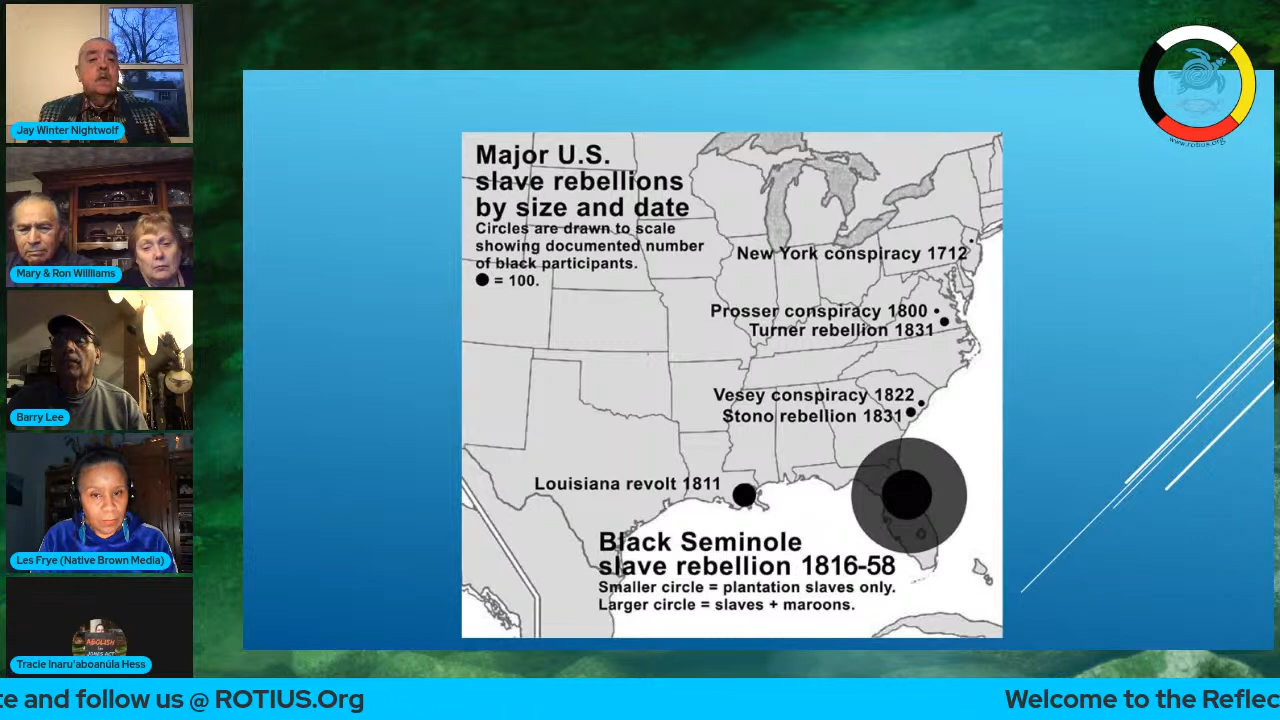 Jay Winter Nightwolf
Mary & Ron Willliams
Barry Lee
Les Frye (Native Brown Media)
ABOLISH
JONES ACT
Tracie Inaru'aboanúla Hess
www.rotius.org
Major U.S.
slave rebellions
by size and date
Circles are drawn to scale
showing documented number
of black participants.
= 100.
New York conspiracy 1712
Prosser conspiracy 1800
Turner rebellion 1831
Vesey conspiracy 1822
Stono rebellion 1831
Louisiana revolt 1811
Black Seminole
slave rebellion 1816-58
Smaller circle = plantation slaves only.
Larger circle = slaves + maroons.
te and follow us @ ROTIUS.Org
Welcome to the Reflec